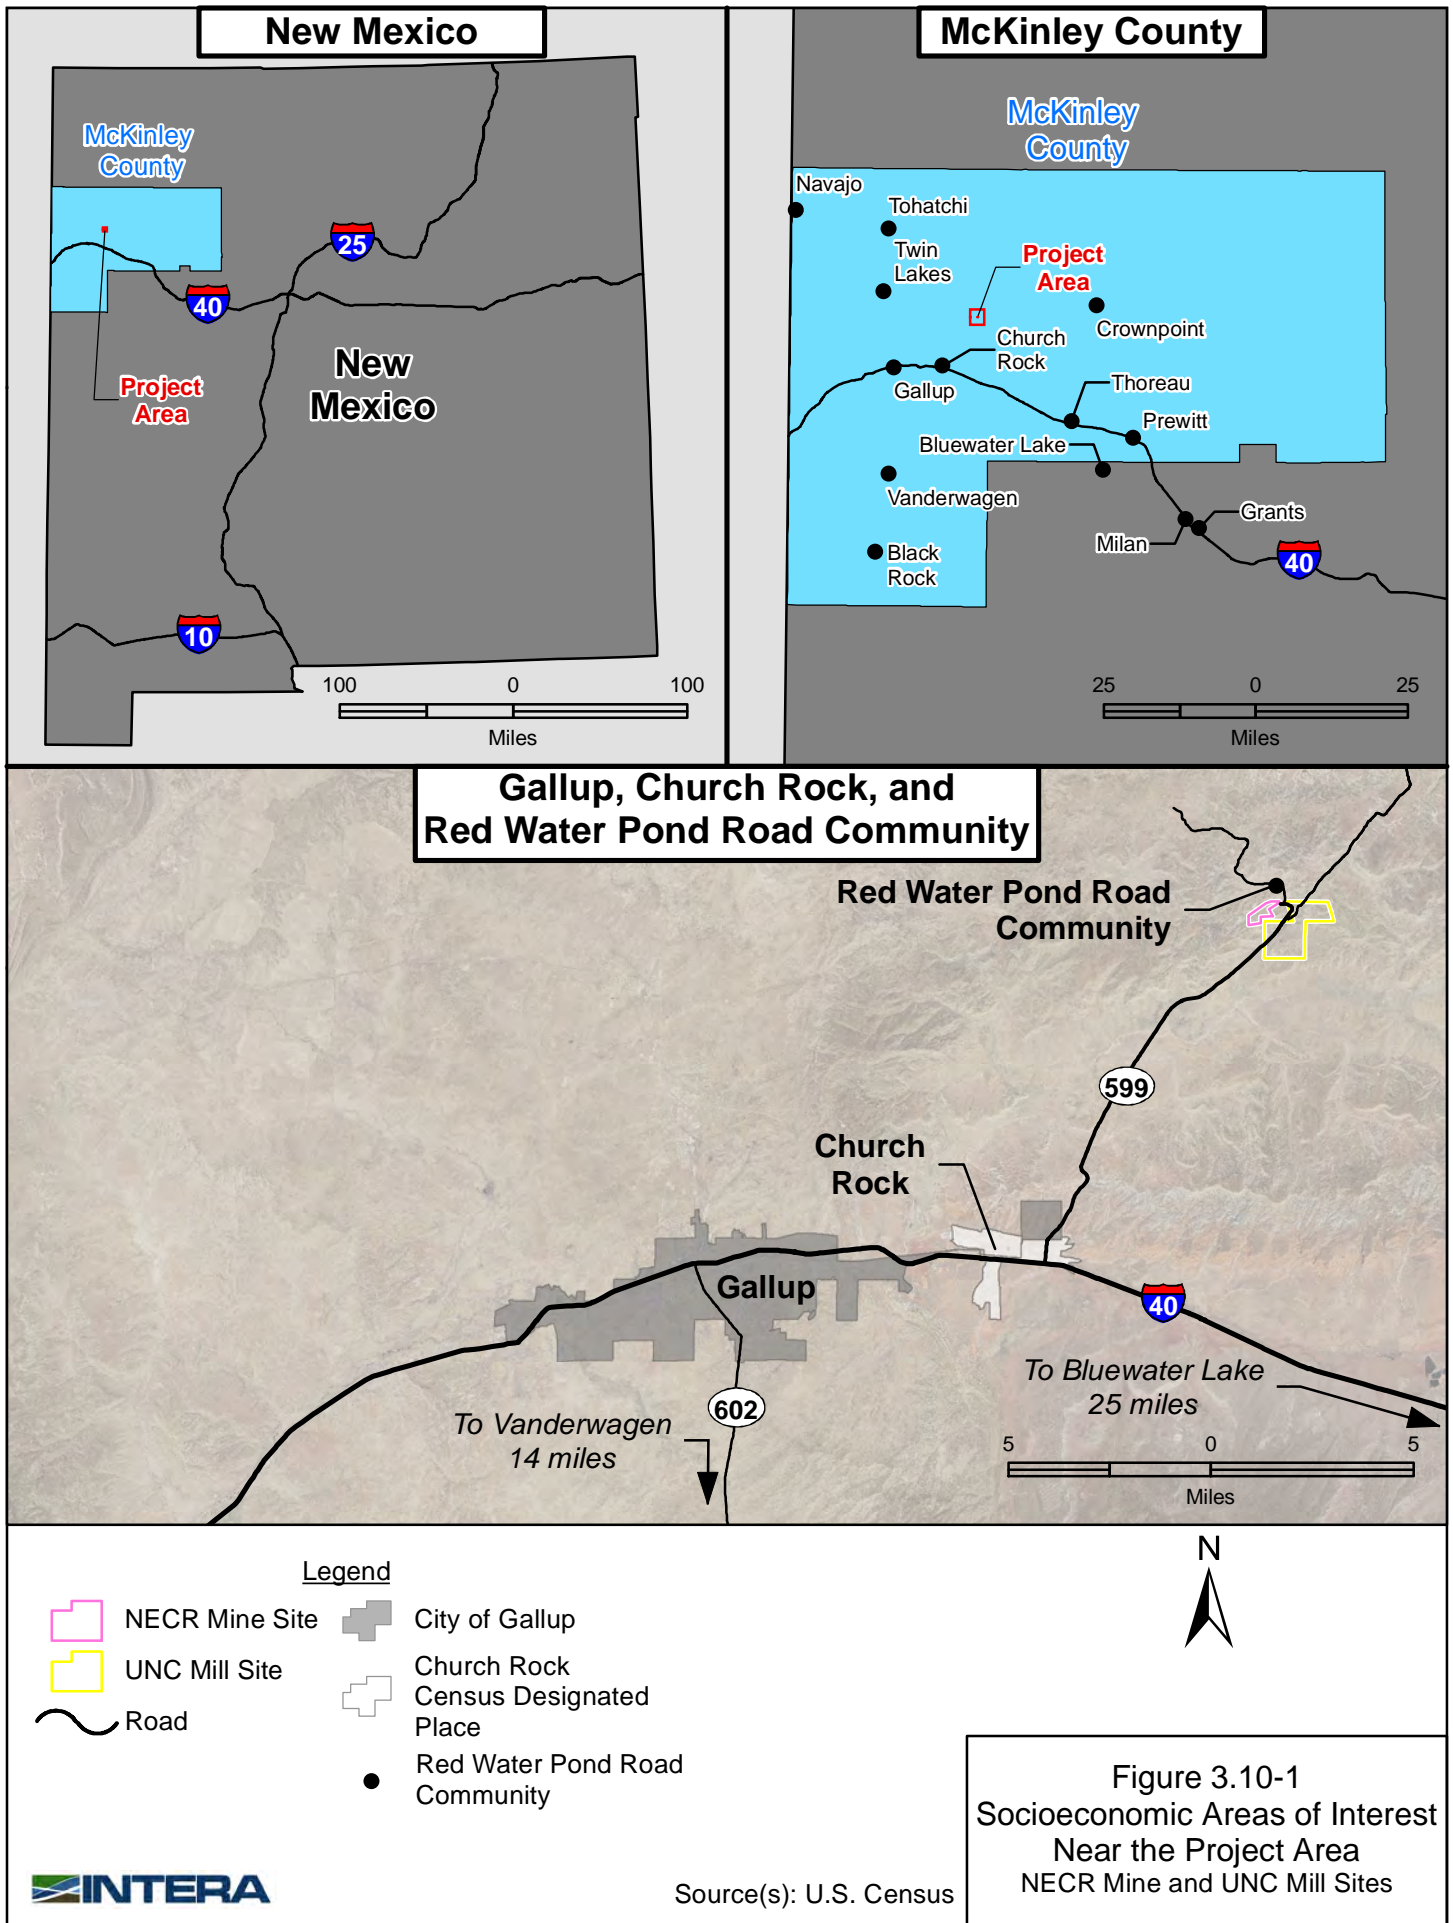 New Mexico
McKinley
County
25
40
New
Mexico
Project
Area
10
100 0 100
Miles
McKinley County
McKinley
County
Navajo
Tohatchi
Twin
Lakes
Project
Area
Crownpoint
Church
Rock
Gallup
Thoreau
Prewitt
Bluewater Lake
Vanderwagen
Grants
Milan
Black
Rock
40
25 0 25
Miles
Gallup, Church Rock, and
Red Water Pond Road Community
Red Water Pond Road
Community
599
Church
Rock
Gallup
40
To Bluewater Lake
25 miles
602
To Vanderwagen
14 miles
5 0 5
Miles
Legend
NECR Mine Site
UNC Mill Site
Road
City of Gallup
Church Rock
Census Designated
Place
Red Water Pond Road
Community
N
INTERA
Source(s): U.S. Census
Figure 3.10-1
Socioeconomic Areas of Interest
Near the Project Area
NECR Mine and UNC Mill Sites